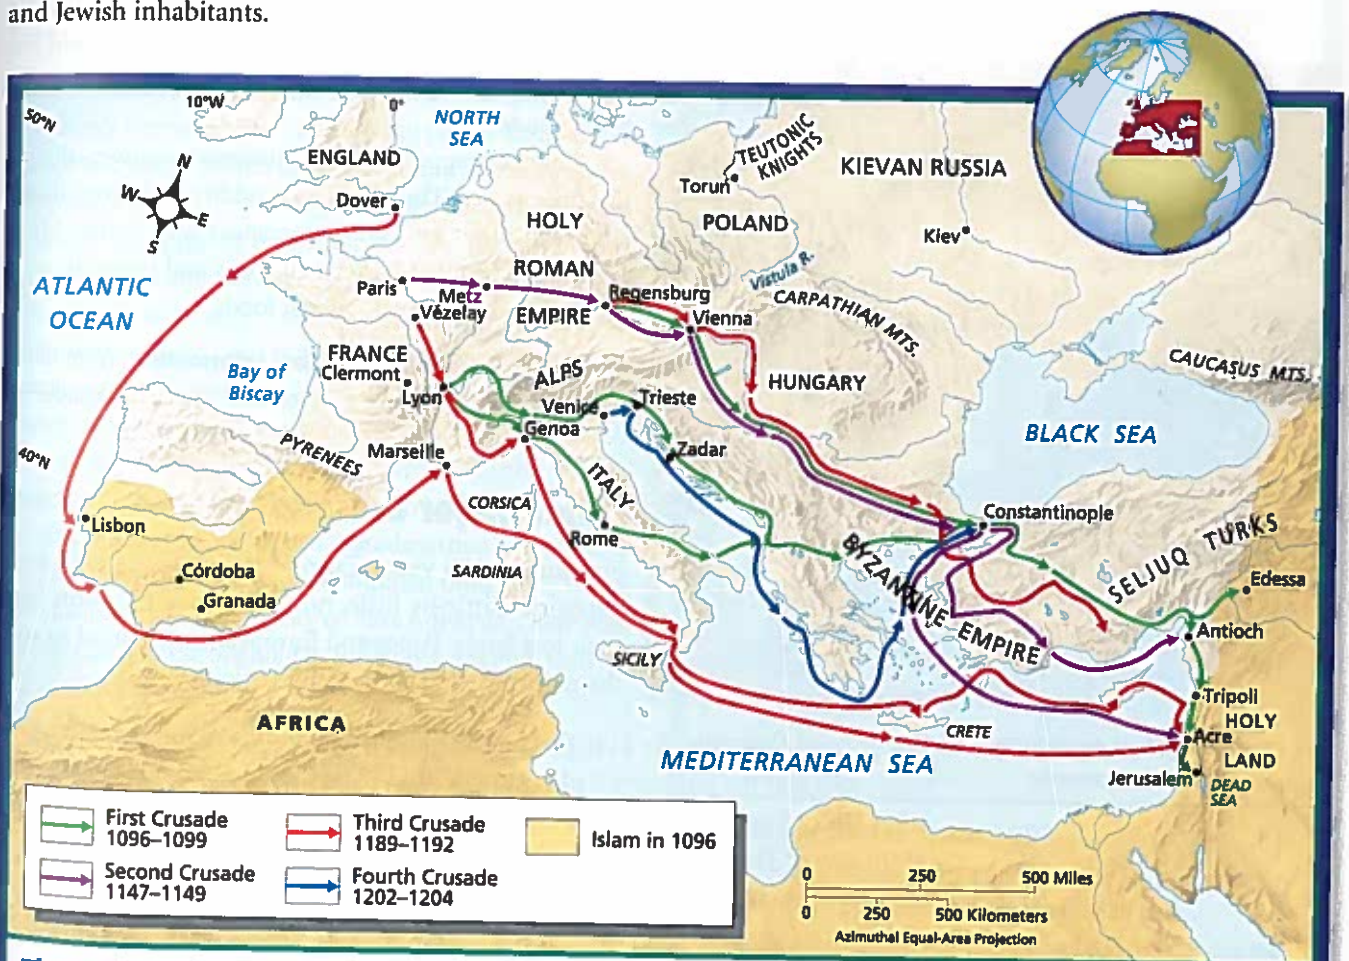 and Jewish inhabitants.
10°W
0°
50°N
NORTH
SEA
ENGLAND
Dover
N
W
E
S
TEUTONIC
KNIGHTS
Torun
KIEVAN RUSSIA
HOLY
ROMAN
EMPIRE
POLAND
Kiev
Vistula R.
ATLANTIC
OCEAN
Paris
Metz
Vézelay
Regensburg
Vienna
CARPATHIAN MTS.
CAUCASUS MTS.
FRANCE
Clermont
Bay of
Biscay
Lyon
ALPS
HUNGARY
Venice
Trieste
Genoa
Zadar
BLACK SEA
40°N
PYRENEES
Marseille
CORSICA
ITALY
Lisbon
Rome
Constantinople
SARDINIA
Córdoba
Granada
BYZANTINE EMPIRE
SELJUQ TURKS
Edessa
Antioch
SICILY
Tripoli
HOLY
LAND
AFRICA
CRETE
Acre
MEDITERRANEAN SEA
Jerusalem
DEAD
SEA
First Crusade
1096–1099
Second Crusade
1147–1149
Third Crusade
1189–1192
Fourth Crusade
1202–1204
Islam in 1096
0 250 500 Miles
0 250 500 Kilometers
Azimuthal Equal-Area Projection